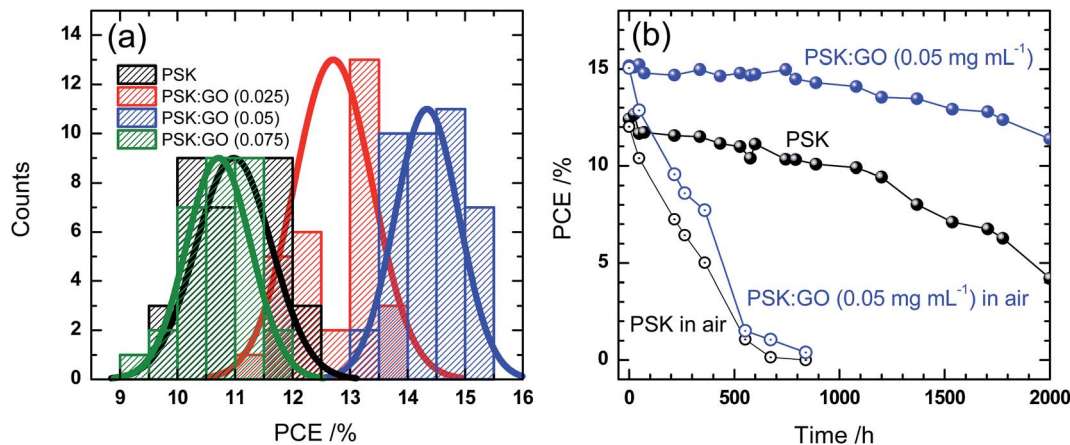 (a)
PSK
PSK:GO (0.025)
PSK:GO (0.05)
PSK:GO (0.075)
Counts
14
12
10
8
6
4
2
0
9 10 11 12 13 14 15 16
PCE /%
(b)
PSK:GO (0.05 mg mL⁻¹)
PSK
PSK:GO (0.05 mg mL⁻¹) in air
PSK in air
PCE /%
15
10
5
0
0 500 1000 1500 2000
Time /h